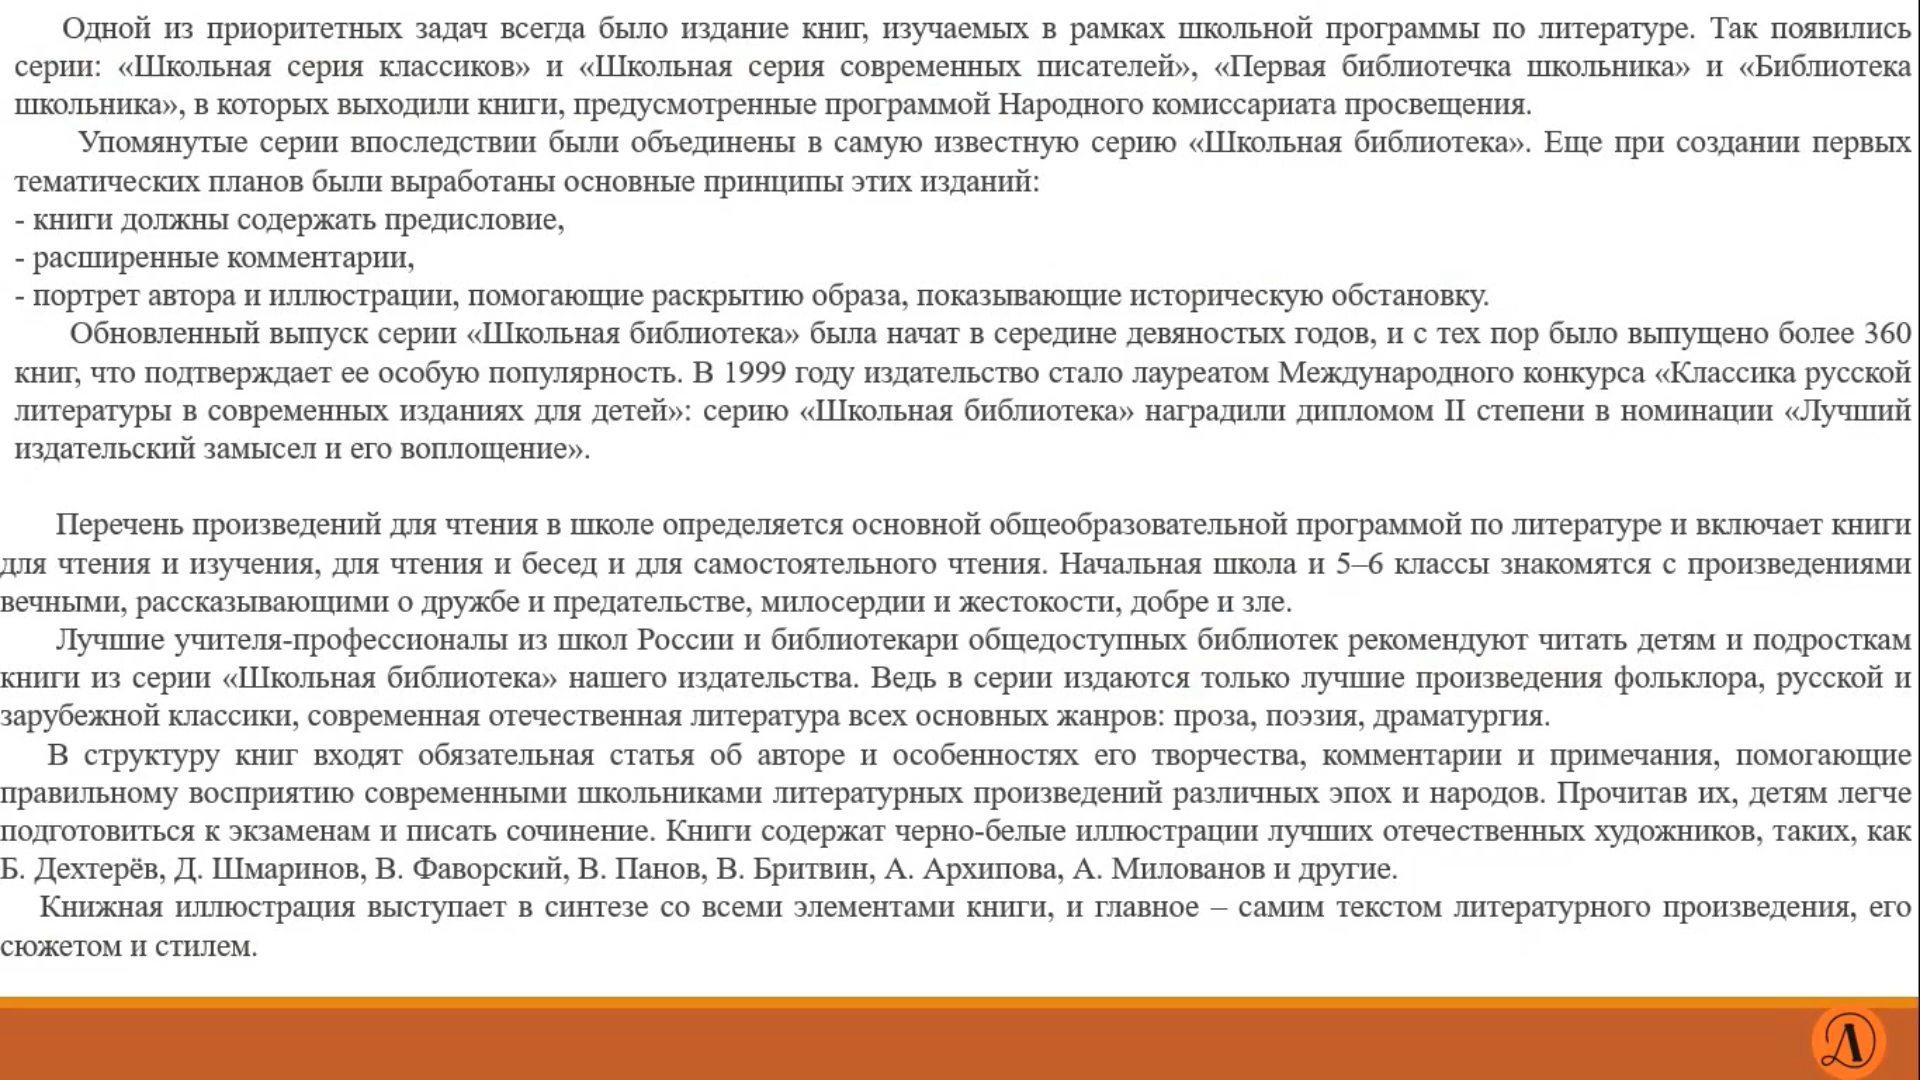 Одной из приоритетных задач всегда было издание книг, изучаемых в рамках школьной программы по литературе. Так появились
серии: «Школьная серия классиков» и «Школьная серия современных писателей», «Первая библиотечка школьника» и «Библиотека
школьника», в которых выходили книги, предусмотренные программой Народного комиссариата просвещения.
Упомянутые серии впоследствии были объединены в самую известную серию «Школьная библиотека». Еще при создании первых
тематических планов были выработаны основные принципы этих изданий:
- книги должны содержать предисловие,
- расширенные комментарии,
- портрет автора и иллюстрации, помогающие раскрытию образа, показывающие историческую обстановку.
Обновленный выпуск серии «Школьная библиотека» была начат в середине девяностых годов, и с тех пор было выпущено более 360
книг, что подтверждает ее особую популярность. В 1999 году издательство стало лауреатом Международного конкурса «Классика русской
литературы в современных изданиях для детей»: серию «Школьная библиотека» наградили дипломом II степени в номинации «Лучший
издательский замысел и его воплощение».
Перечень произведений для чтения в школе определяется основной общеобразовательной программой по литературе и включает книги
для чтения и изучения, для чтения и бесед и для самостоятельного чтения. Начальная школа и 5–6 классы знакомятся с произведениями
вечными, рассказывающими о дружбе и предательстве, милосердии и жестокости, добре и зле.
Лучшие учителя-профессионалы из школ России и библиотекари общедоступных библиотек рекомендуют читать детям и подросткам
книги из серии «Школьная библиотека» нашего издательства. Ведь в серии издаются только лучшие произведения фольклора, русской и
зарубежной классики, современная отечественная литература всех основных жанров: проза, поэзия, драматургия.
В структуру книг входят обязательная статья об авторе и особенностях его творчества, комментарии и примечания, помогающие
правильному восприятию современными школьниками литературных произведений различных эпох и народов. Прочитав их, детям легче
подготовиться к экзаменам и писать сочинение. Книги содержат черно-белые иллюстрации лучших отечественных художников, таких, как
Б. Дехтерёв, Д. Шмаринов, В. Фаворский, В. Панов, В. Бритвин, А. Архипова, А. Милованов и другие.
Книжная иллюстрация выступает в синтезе со всеми элементами книги, и главное – самим текстом литературного произведения, его
сюжетом и стилем.